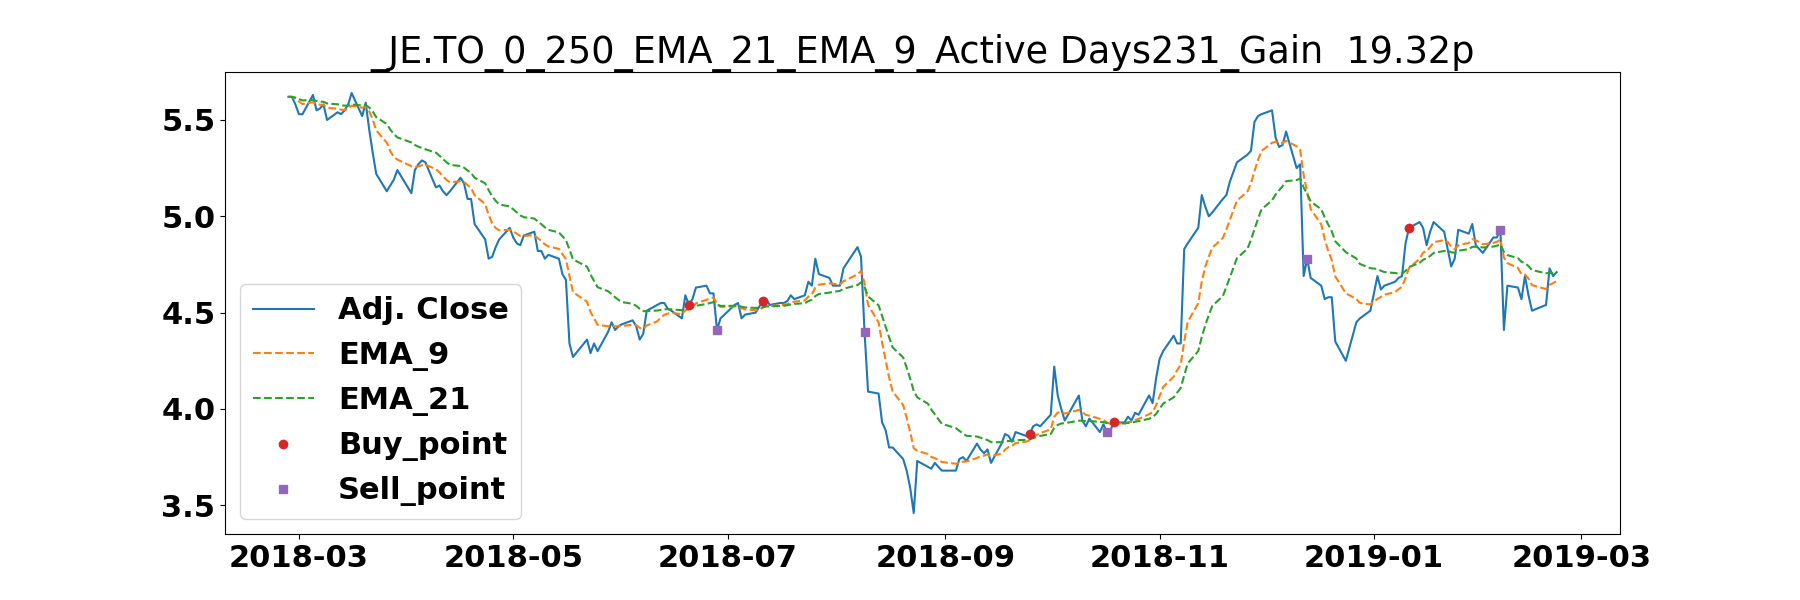 _JE.TO_0_250_EMA_21_EMA_9_Active Days231_Gain  19.32p
5.5
5.0
4.5
4.0
3.5
Adj. Close
EMA_9
EMA_21
Buy_point
Sell_point
2018-03 2018-05 2018-07 2018-09 2018-11 2019-01 2019-03